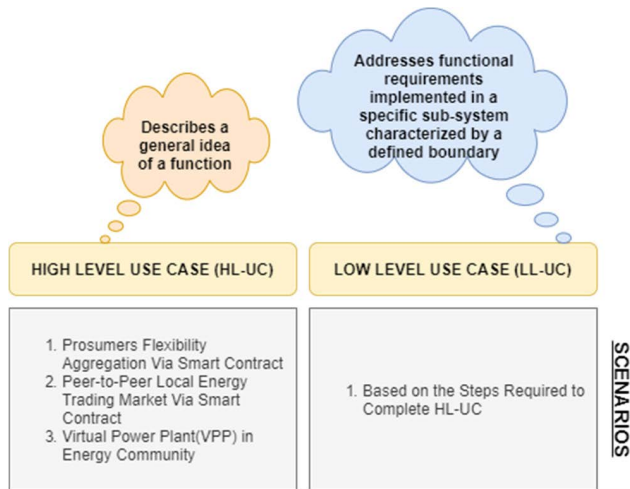 Describes a
general idea
of a function
Addresses functional
requirements
implemented in a
specific sub-system
characterized by a
defined boundary
HIGH LEVEL USE CASE (HL-UC)
LOW LEVEL USE CASE (LL-UC)
1. Prosumers Flexibility
Aggregation Via Smart Contract
2. Peer-to-Peer Local Energy
Trading Market Via Smart
Contract
3. Virtual Power Plant(VPP) in
Energy Community
1. Based on the Steps Required to
Complete HL-UC
SCENARIOS